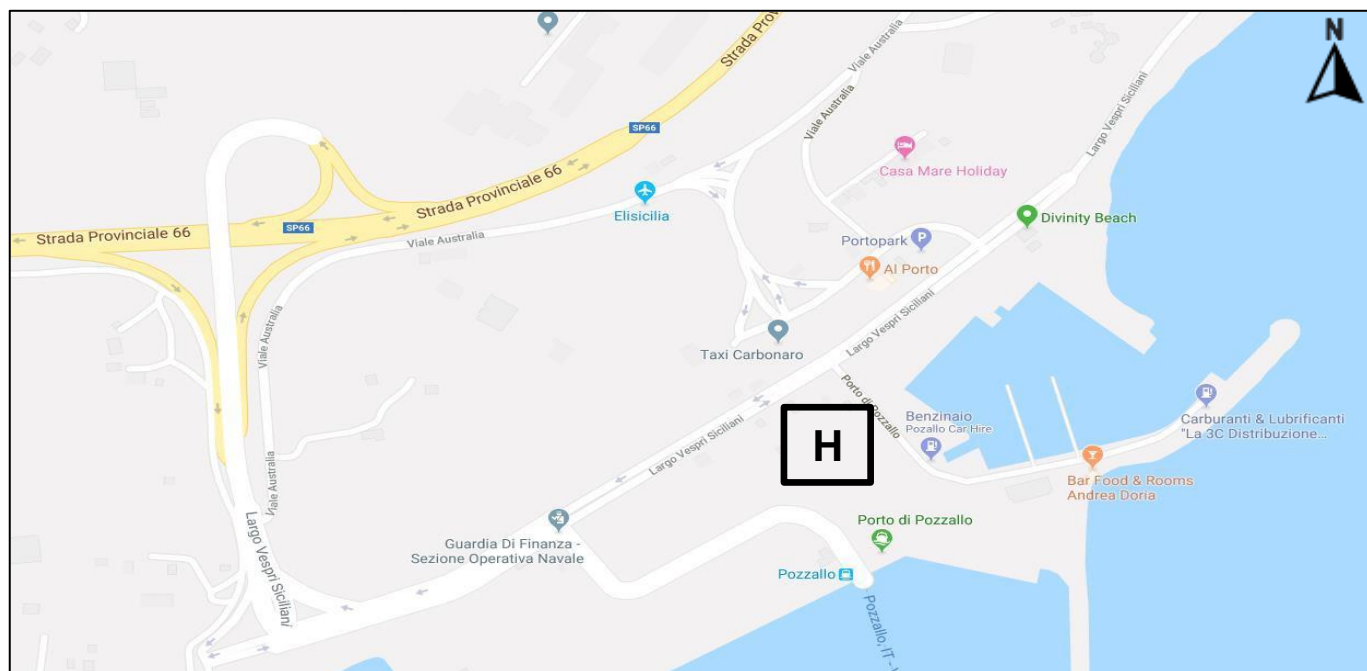 N
Strada Prov
Viale Australia
Largo Vespri Siciliani
SP66
Viale Australia
Casa Mare Holiday
Strada Provinciale 66
Elisicilia
Divinity Beach
SP66
Strada Provinciale 66
Viale Australia
Portopark
Al Porto
Viale Australia
Largo Vespri Siciliani
Taxi Carbonaro
Porto di Pozzallo
Benzinaio
Pozallo Car Hire
Carburanti & Lubrificanti
"La 3C Distribuzione...
H
Largo Vespri Siciliani
Bar Food & Rooms
Andrea Doria
Viale Australia
Largo Vespri Siciliani
Guardia Di Finanza -
Sezione Operativa Navale
Porto di Pozzallo
Pozzallo
Pozzallo, IT -